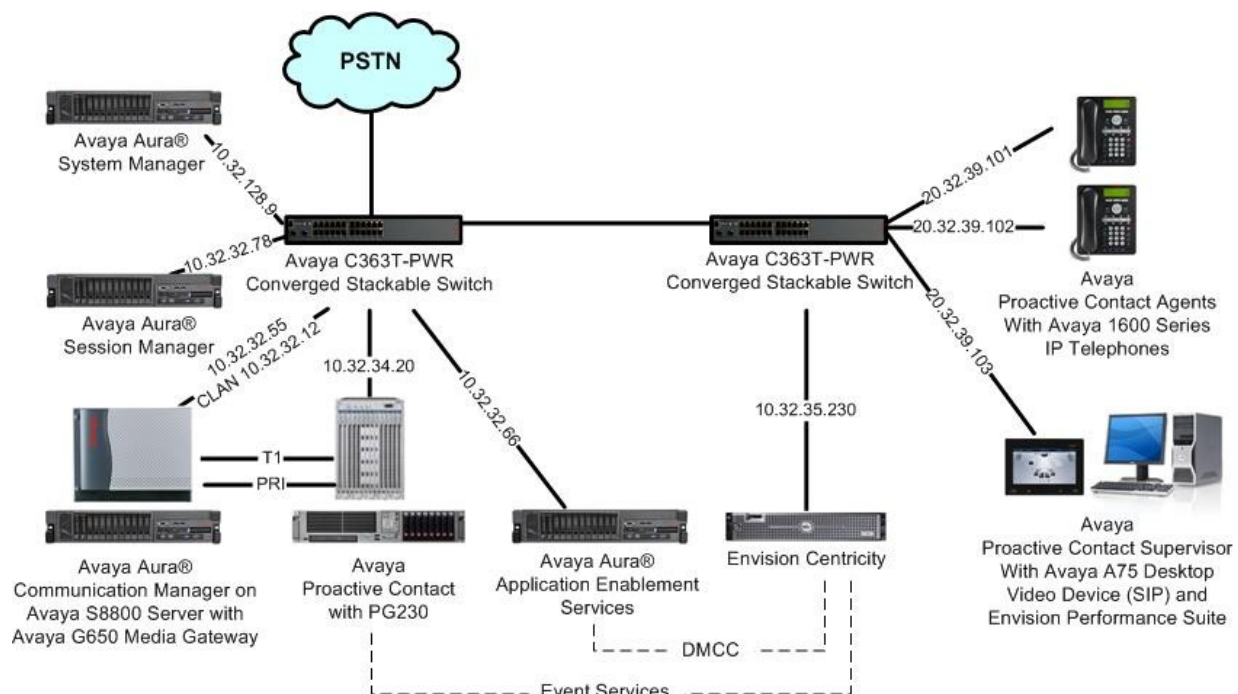 PSTN
Avaya Aura®
System Manager
10.32.128.9
10.32.32.78
Avaya C363T-PWR
Converged Stackable Switch
Avaya C363T-PWR
Converged Stackable Switch
20.32.39.101
20.32.39.102
20.32.39.103
Avaya
Proactive Contact Agents
With Avaya 1600 Series
IP Telephones
Avaya Aura®
Session Manager
10.32.32.55
CLAN 10.32.32.12
10.32.34.20
10.32.32.66
10.32.35.230
T1
PRI
Avaya Aura®
Communication Manager on
Avaya S8800 Server with
Avaya G650 Media Gateway
Avaya
Proactive Contact
with PG230
Avaya Aura®
Application Enablement
Services
Envision Centricity
Avaya
Proactive Contact Supervisor
With Avaya A75 Desktop
Video Device (SIP) and
Envision Performance Suite
DMCC
Event Services